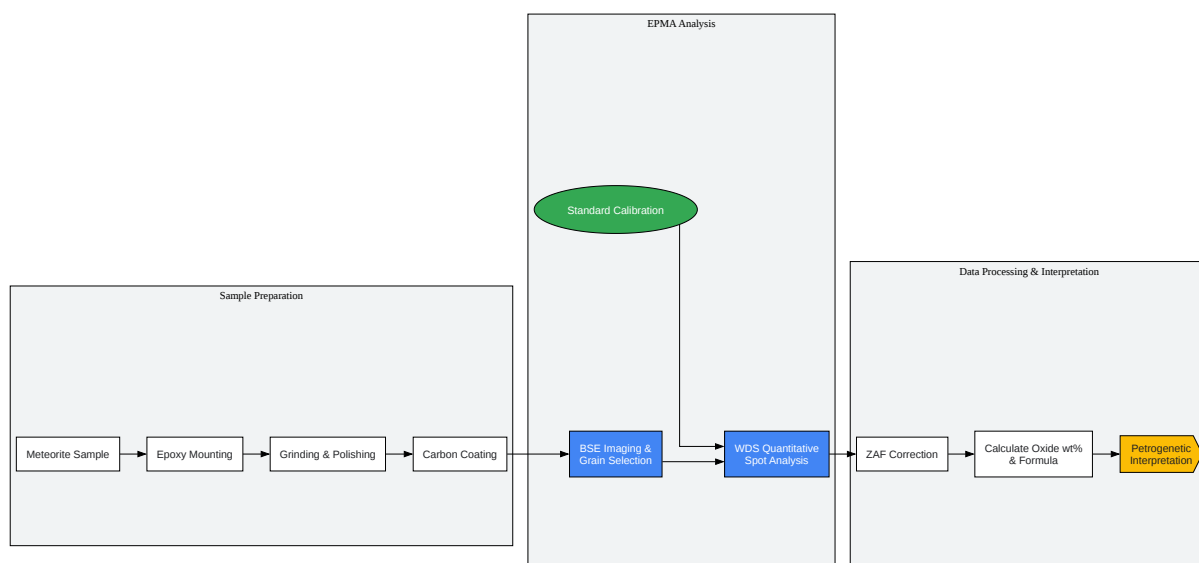 EPMA Analysis
Standard Calibration
Data Processing & Interpretation
Sample Preparation
Meteorite Sample
Epoxy Mounting
Grinding & Polishing
Carbon Coating
BSE Imaging &
Grain Selection
WDS Quantitative
Spot Analysis
ZAF Correction
Calculate Oxide wt%
& Formula
Petrogenetic
Interpretation